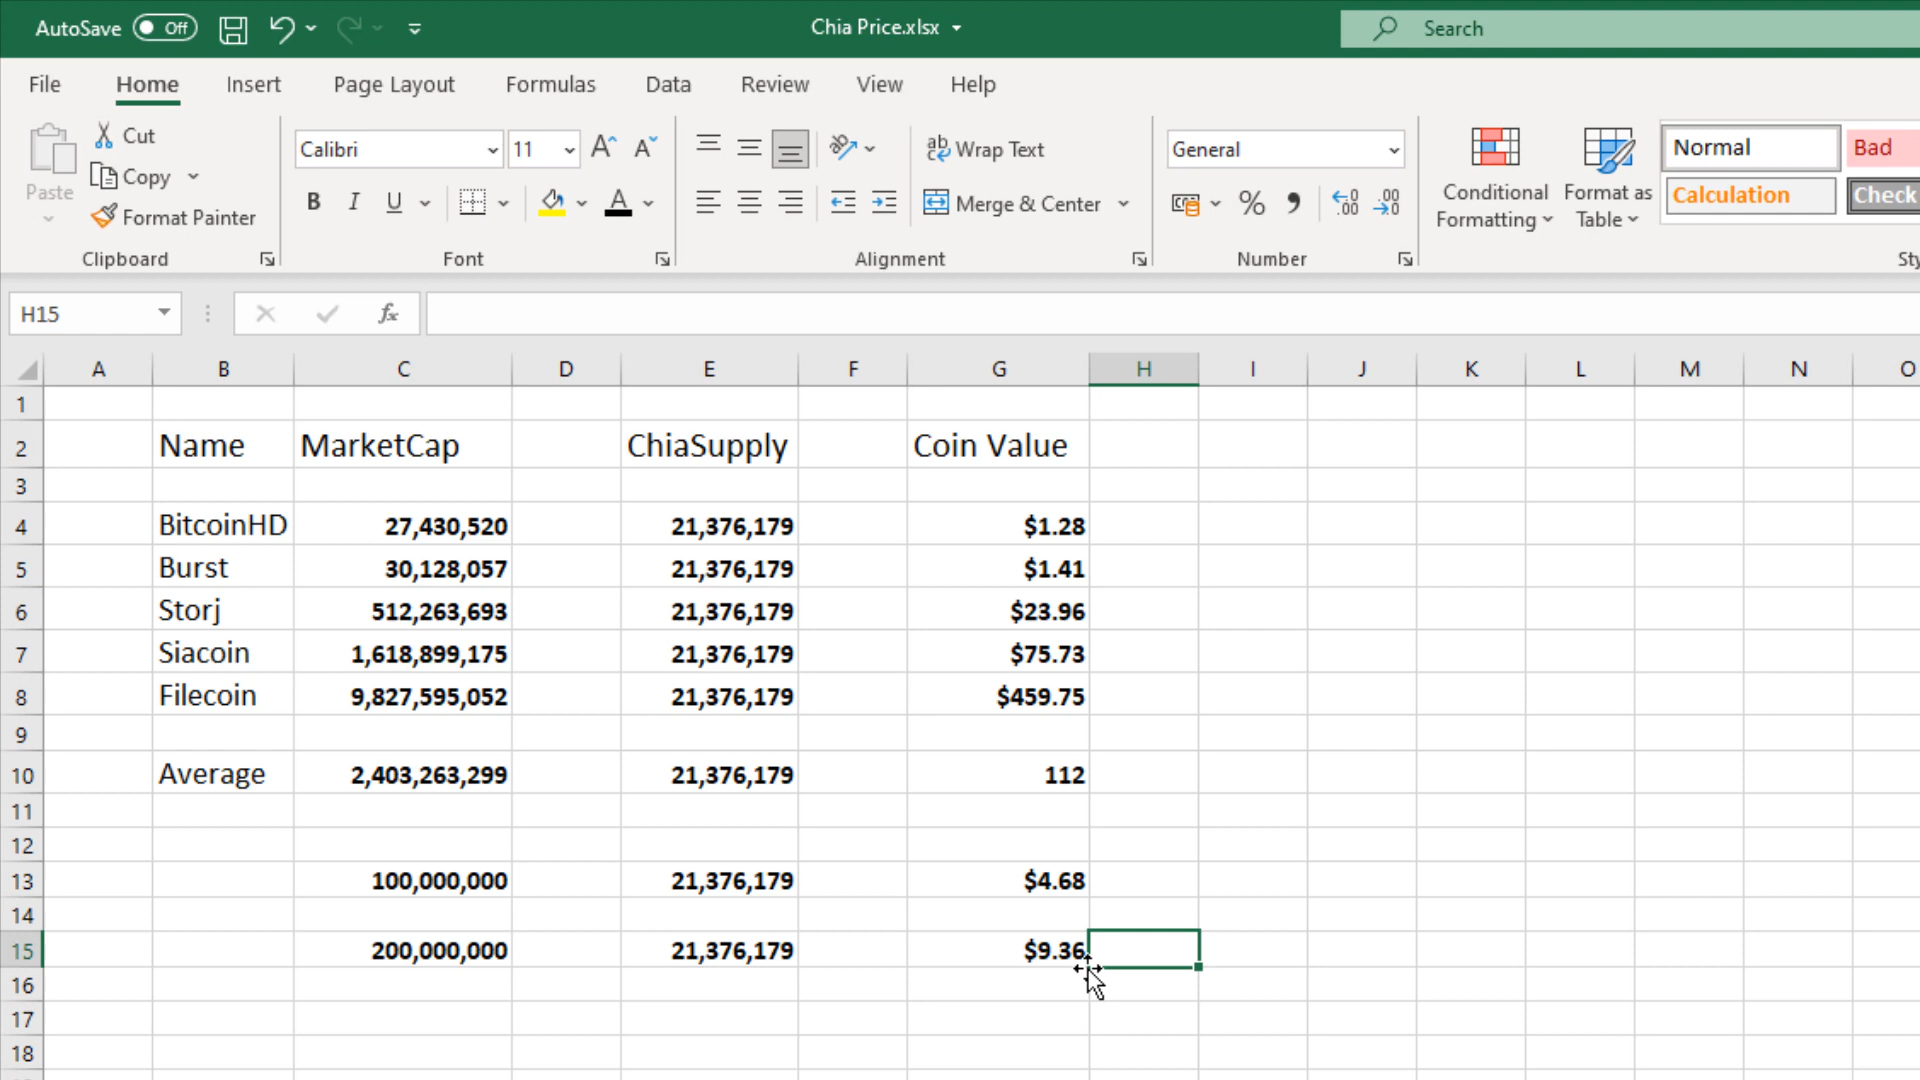 AutoSave Off Chia Price.xlsx Search
File Home Insert Page Layout Formulas Data Review View Help
Paste Cut Copy Format Painter
Clipboard
Calibri 11 A A
B I U A
Font
ab Wrap Text
Merge & Center
Alignment
General
% , .00 .00
Number
Conditional Formatting
Format as Table
Normal Bad
Calculation Check
Sty
H15 fx
A B C D E F G H I J K L M N O
1
2 Name MarketCap ChiaSupply Coin Value
3
4 BitcoinHD 27,430,520 21,376,179 $1.28
5 Burst 30,128,057 21,376,179 $1.41
6 Storj 512,263,693 21,376,179 $23.96
7 Siacoin 1,618,899,175 21,376,179 $75.73
8 Filecoin 9,827,595,052 21,376,179 $459.75
9
10 Average 2,403,263,299 21,376,179 112
11
12
13 100,000,000 21,376,179 $4.68
14
15 200,000,000 21,376,179 $9.36
16
17
18